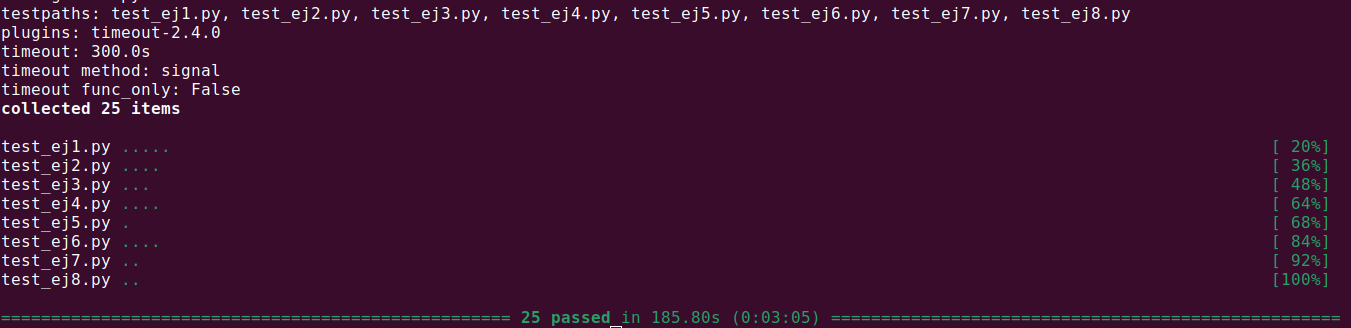 testpaths: test_ej1.py, test_ej2.py, test_ej3.py, test_ej4.py, test_ej5.py, test_ej6.py, test_ej7.py, test_ej8.py
plugins: timeout-2.4.0
timeout: 300.0s
timeout method: signal
timeout func_only: False
collected 25 items
test_ej1.py ..... [ 20%]
test_ej2.py .... [ 36%]
test_ej3.py ... [ 48%]
test_ej4.py .... [ 64%]
test_ej5.py . [ 68%]
test_ej6.py .... [ 84%]
test_ej7.py .. [ 92%]
test_ej8.py .. [100%]
=================================================== 25 passed in 185.80s (0:03:05) ===================================================